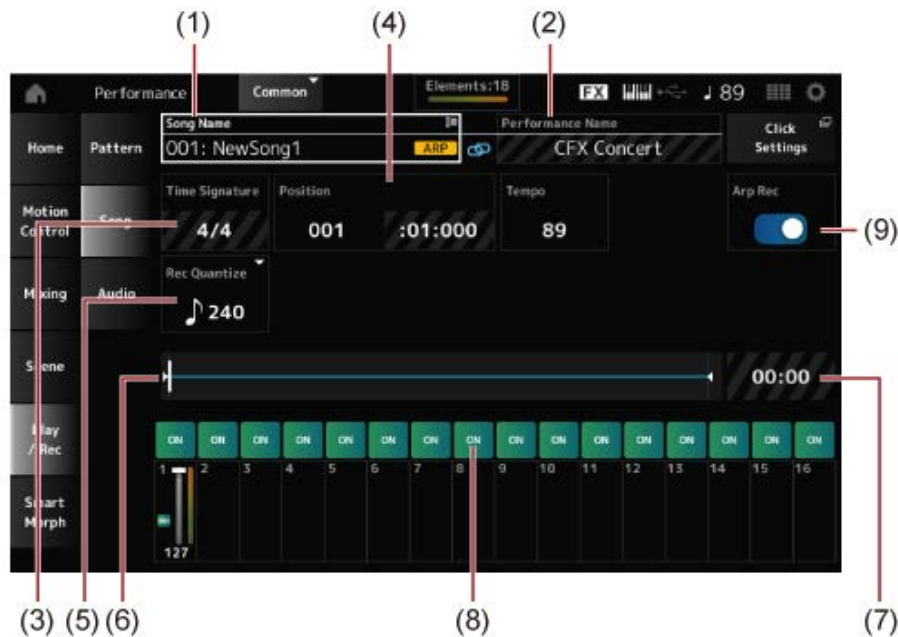 (1) (4) (2)
Performance Common Elements:18 FX ♩ 89
Home Pattern Song Name Performance Name Click Settings
001: NewSong1 ARP CFX Concert
Motion Control Song Time Signature Position Tempo Arp Rec
4/4 001 :01:000 89 (9)
Mixing Audio Rec Quantize
♪ 240
Scene 00:00
Play / Rec ON ON ON ON ON ON ON ON ON ON ON ON ON ON ON ON
1 2 3 4 5 6 7 8 9 10 11 12 13 14 15 16
Smart Morph
127
(3) (5) (6) (8) (7)